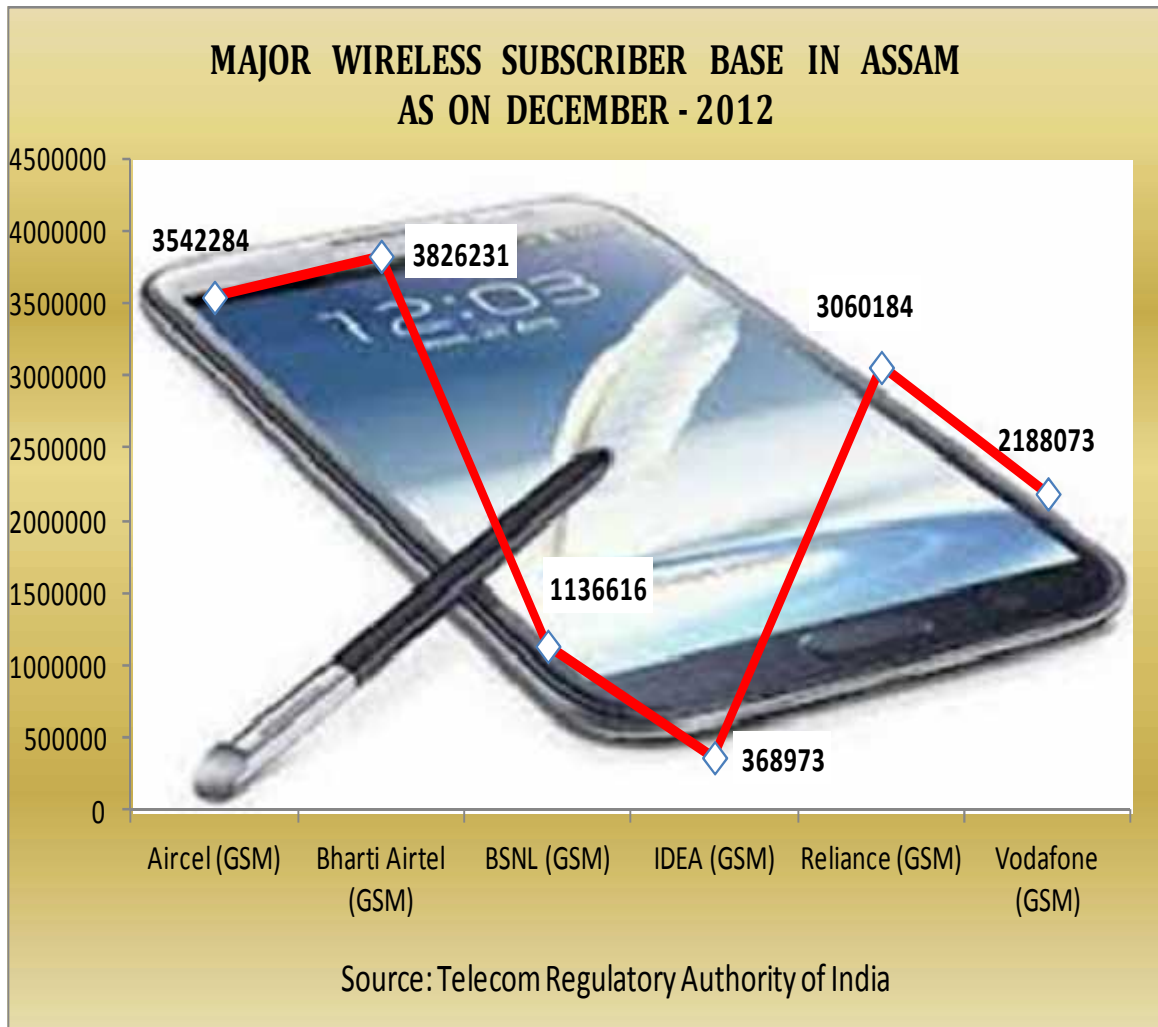 MAJOR WIRELESS SUBSCRIBER BASE IN ASSAM
AS ON DECEMBER - 2012
4500000
4000000
3500000
3000000
2500000
2000000
1500000
1000000
500000
0
3542284
3826231
12:03
1136616
368973
3060184
2188073
Aircel (GSM)
Bharti Airtel
(GSM)
BSNL (GSM)
IDEA (GSM)
Reliance (GSM)
Vodafone
(GSM)
Source: Telecom Regulatory Authority of India